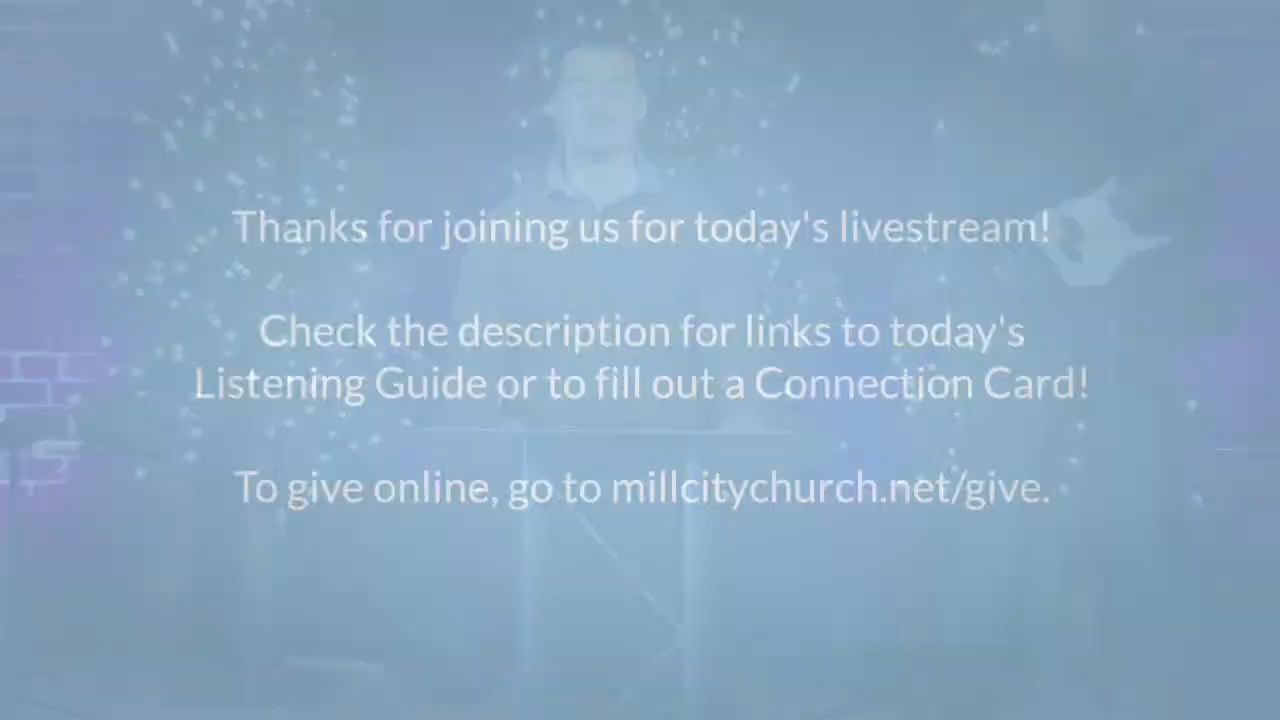 Thanks for joining us for today's livestream!
Check the description for links to today's
Listening Guide or to fill out a Connection Card!
To give online, go to millcitychurch.net/give.